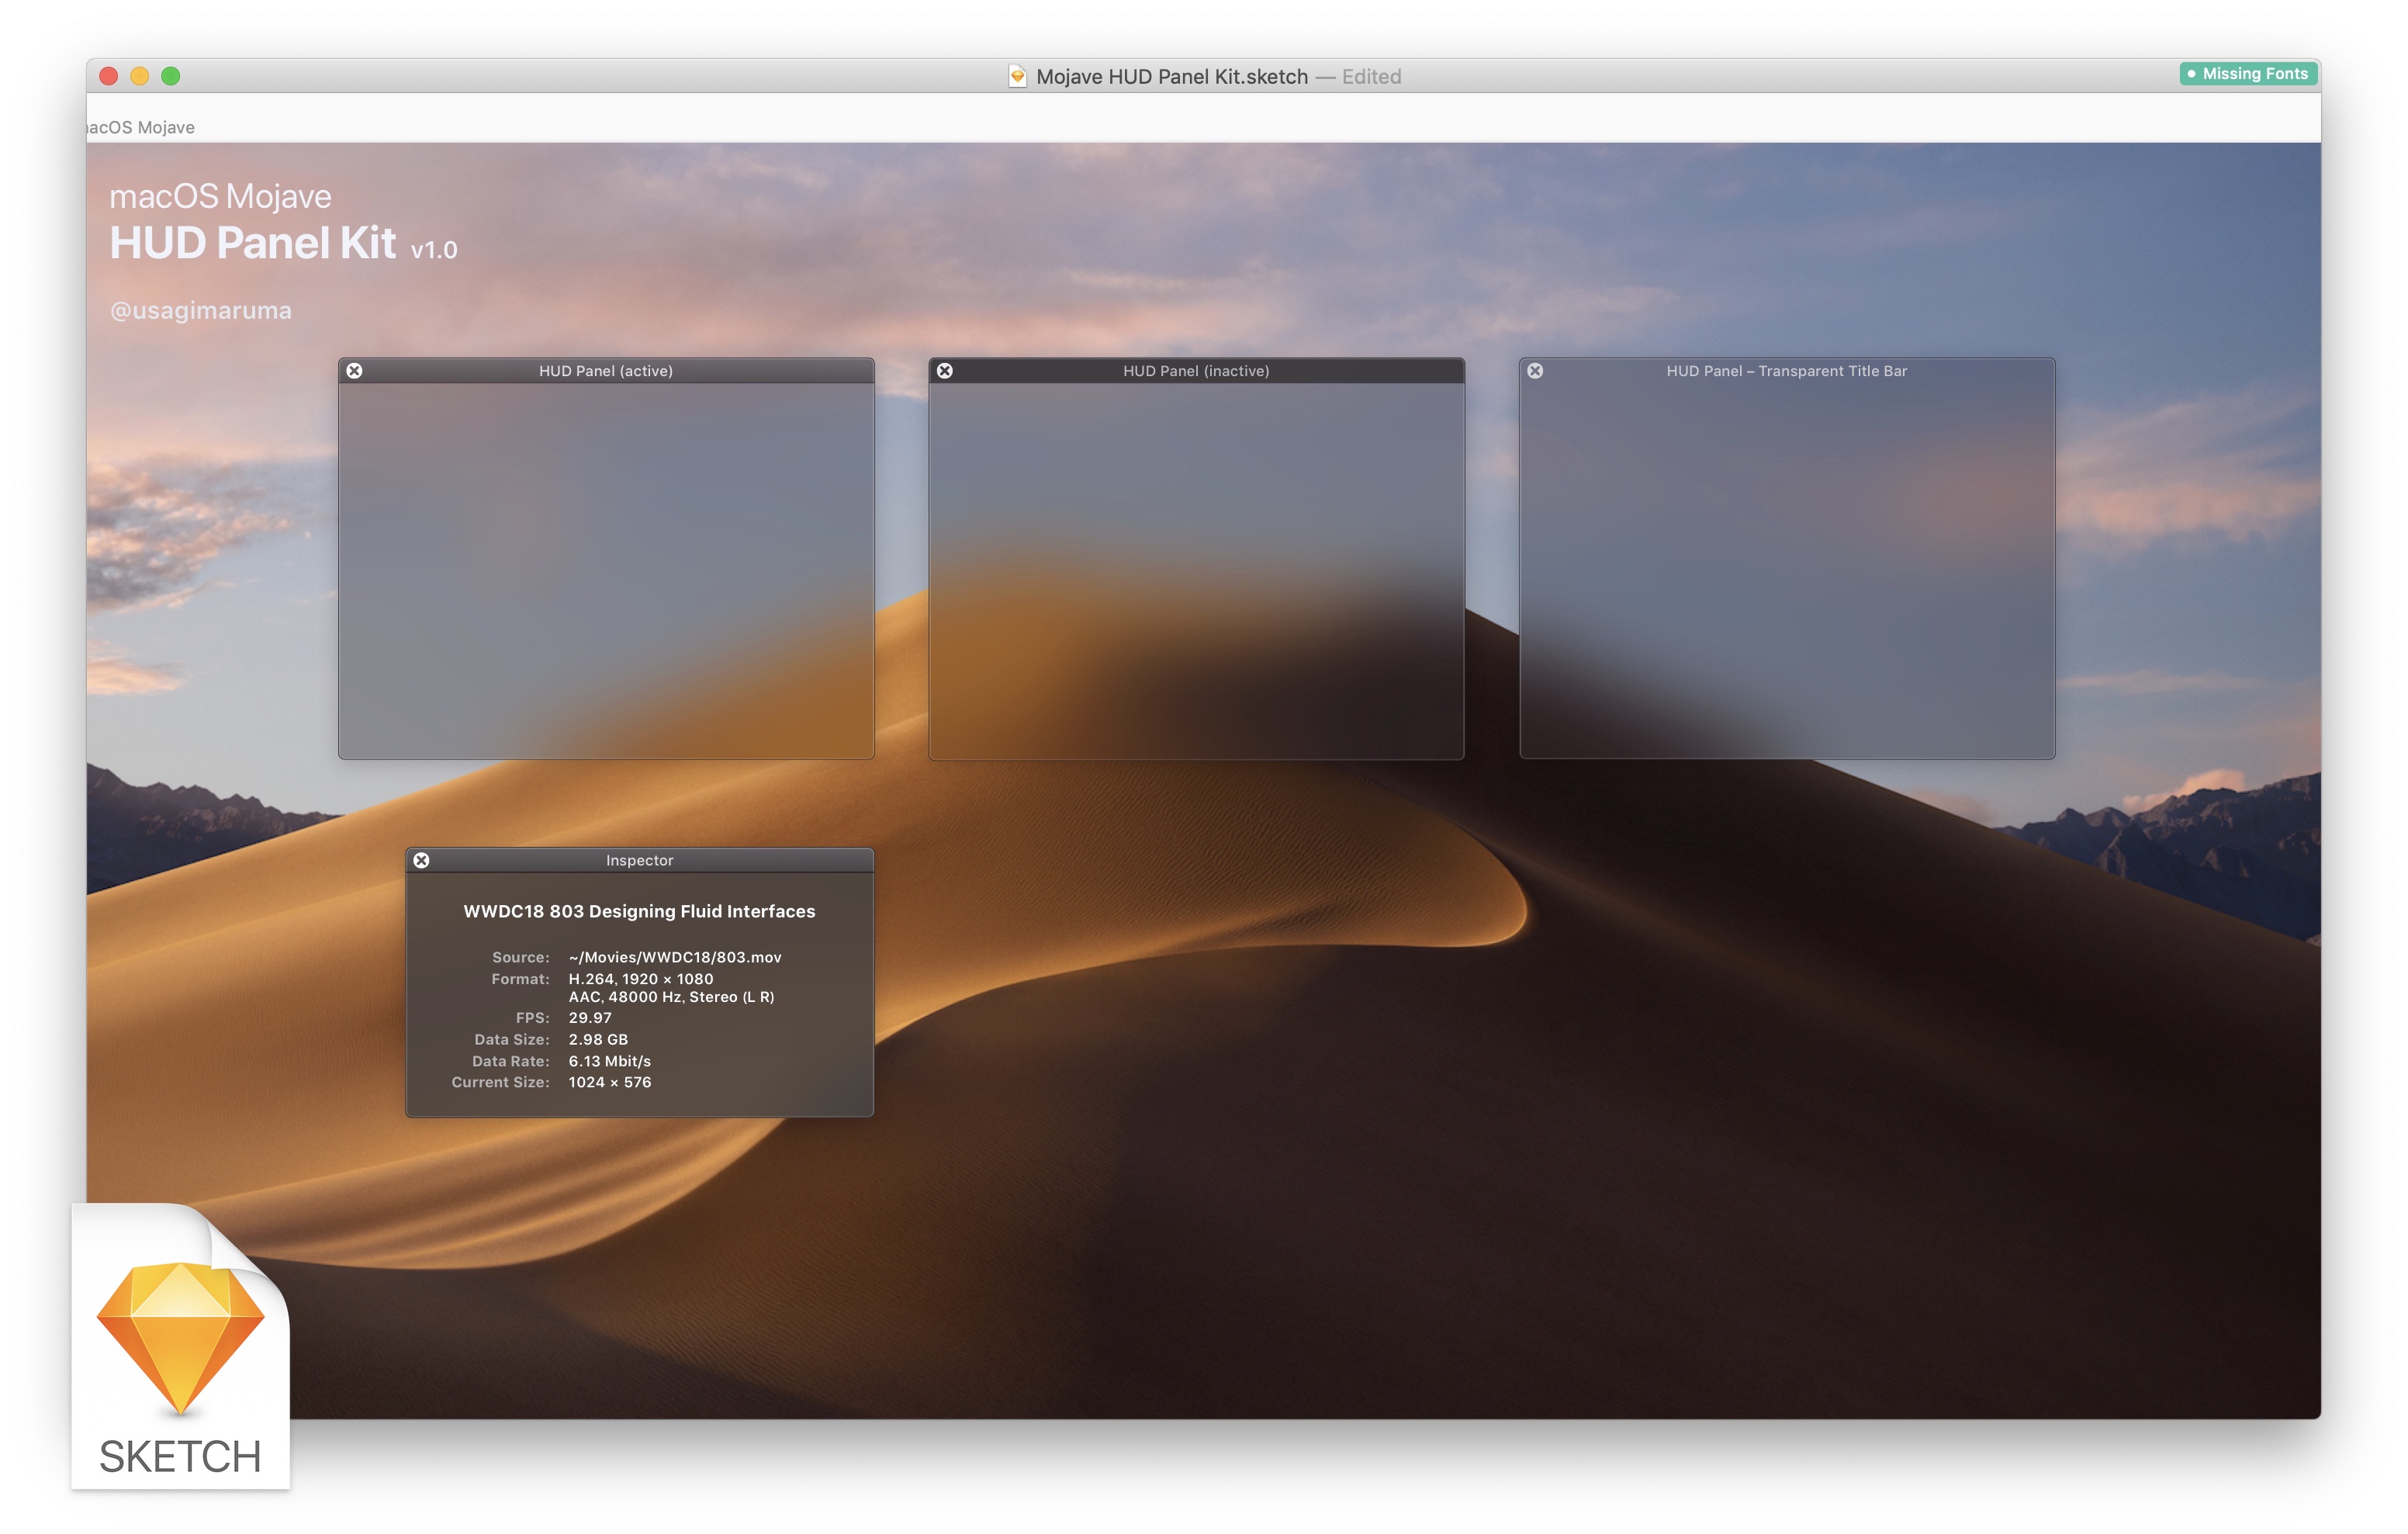 Mojave HUD Panel Kit.sketch — Edited
Missing Fonts
acOS Mojave
macOS Mojave
HUD Panel Kit v1.0
@usagimaruma
HUD Panel (active)
HUD Panel (inactive)
HUD Panel – Transparent Title Bar
Inspector
WWDC18 803 Designing Fluid Interfaces
Source: ~/Movies/WWDC18/803.mov
Format: H.264, 1920 × 1080
AAC, 48000 Hz, Stereo (L R)
FPS: 29.97
Data Size: 2.98 GB
Data Rate: 6.13 Mbit/s
Current Size: 1024 × 576
SKETCH